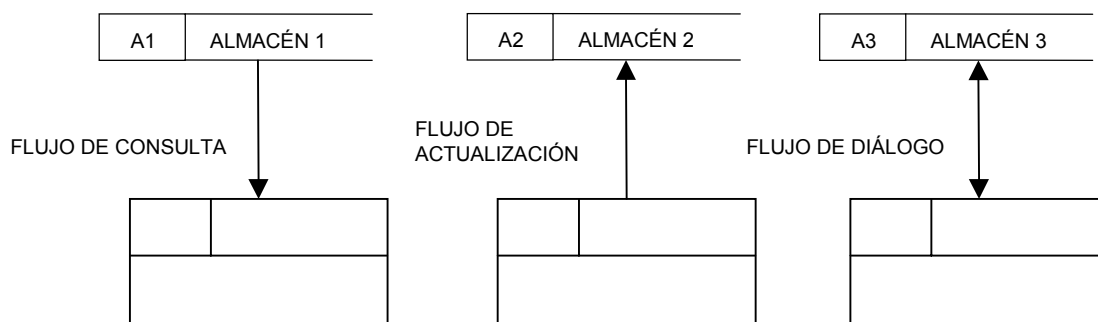 A1 ALMACÉN 1
A2 ALMACÉN 2
A3 ALMACÉN 3
FLUJO DE CONSULTA
FLUJO DE
ACTUALIZACIÓN
FLUJO DE DIÁLOGO